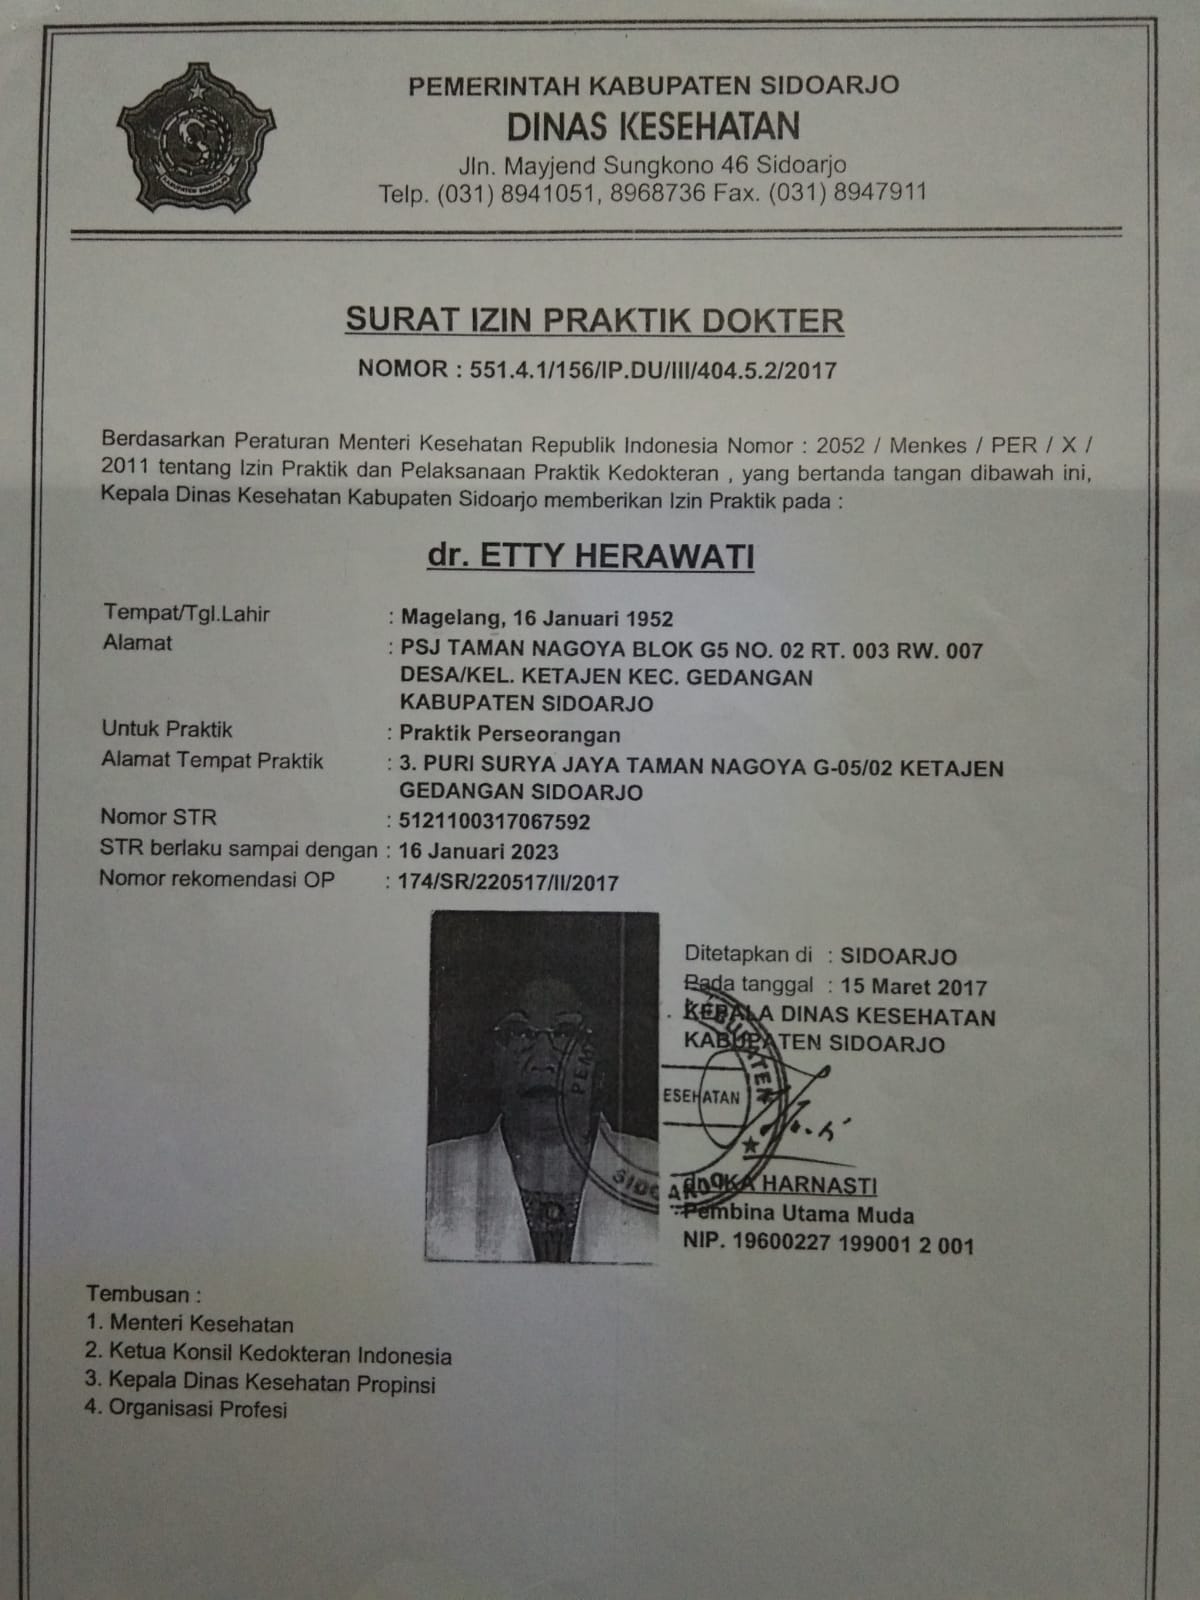 PEMERINTAH KABUPATEN SIDOARJO
DINAS KESEHATAN
Jln. Mayjend Sungkono 46 Sidoarjo
Telp. (031) 8941051, 8968736 Fax. (031) 8947911
KABUPATEN SIDOARJO
SURAT IZIN PRAKTIK DOKTER
NOMOR : 551.4.1/156/IP.DU/III/404.5.2/2017
Berdasarkan Peraturan Menteri Kesehatan Republik Indonesia Nomor : 2052 / Menkes / PER / X /
2011 tentang Izin Praktik dan Pelaksanaan Praktik Kedokteran , yang bertanda tangan dibawah ini,
Kepala Dinas Kesehatan Kabupaten Sidoarjo memberikan Izin Praktik pada :
dr. ETTY HERAWATI
Tempat/Tgl.Lahir : Magelang, 16 Januari 1952
Alamat : PSJ TAMAN NAGOYA BLOK G5 NO. 02 RT. 003 RW. 007
DESA/KEL. KETAJEN KEC. GEDANGAN
KABUPATEN SIDOARJO
Untuk Praktik : Praktik Perseorangan
Alamat Tempat Praktik : 3. PURI SURYA JAYA TAMAN NAGOYA G-05/02 KETAJEN
GEDANGAN SIDOARJO
Nomor STR : 5121100317067592
STR berlaku sampai dengan : 16 Januari 2023
Nomor rekomendasi OP : 174/SR/220517/II/2017
Ditetapkan di : SIDOARJO
Pada tanggal : 15 Maret 2017
KEPALA DINAS KESEHATAN
KABUPATEN SIDOARJO
ESEHATAN
HARNASTI
Pembina Utama Muda
NIP. 19600227 199001 2 001
Tembusan :
1. Menteri Kesehatan
2. Ketua Konsil Kedokteran Indonesia
3. Kepala Dinas Kesehatan Propinsi
4. Organisasi Profesi